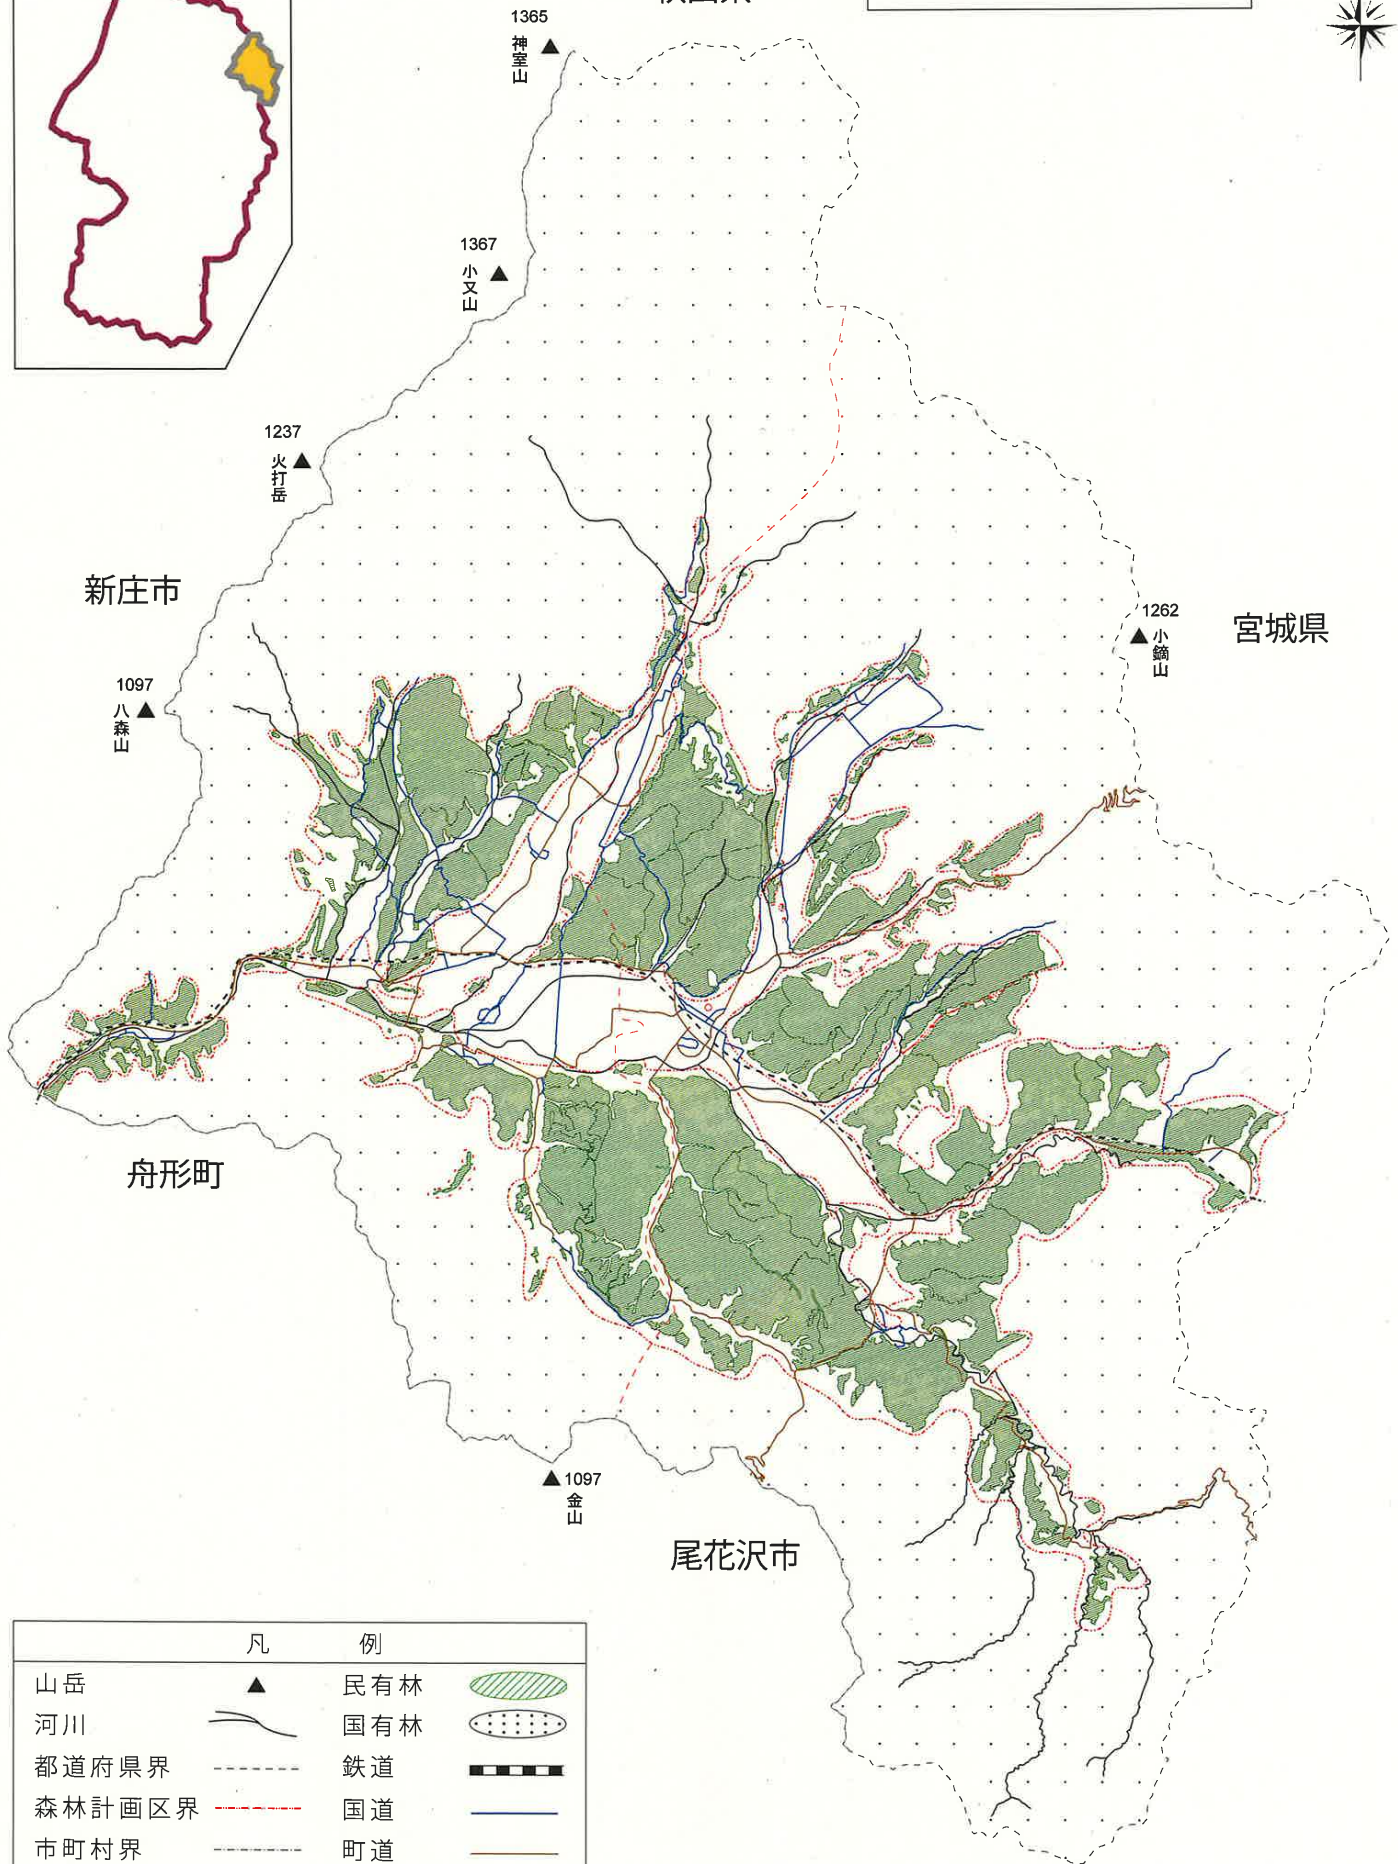 1365
神室山
1367
小又山
1237
火打岳
新庄市
1262
小鏑山
宮城県
1097
八森山
舟形町
1097
金山
尾花沢市
凡 例
山岳 民有林
河川 国有林
都道府県界 鉄道
森林計画区界 国道
市町村界 町道